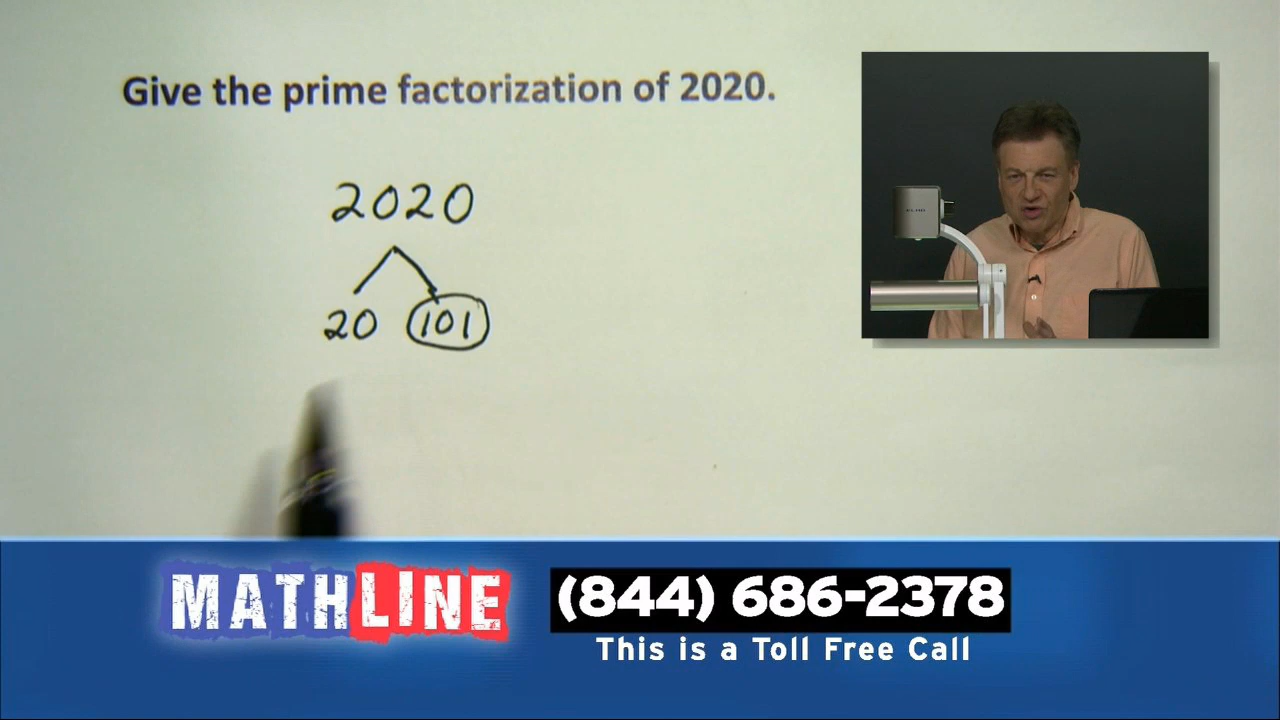 Give the prime factorization of 2020.
2020
20 101
MATHLINE
(844) 686-2378
This is a Toll Free Call